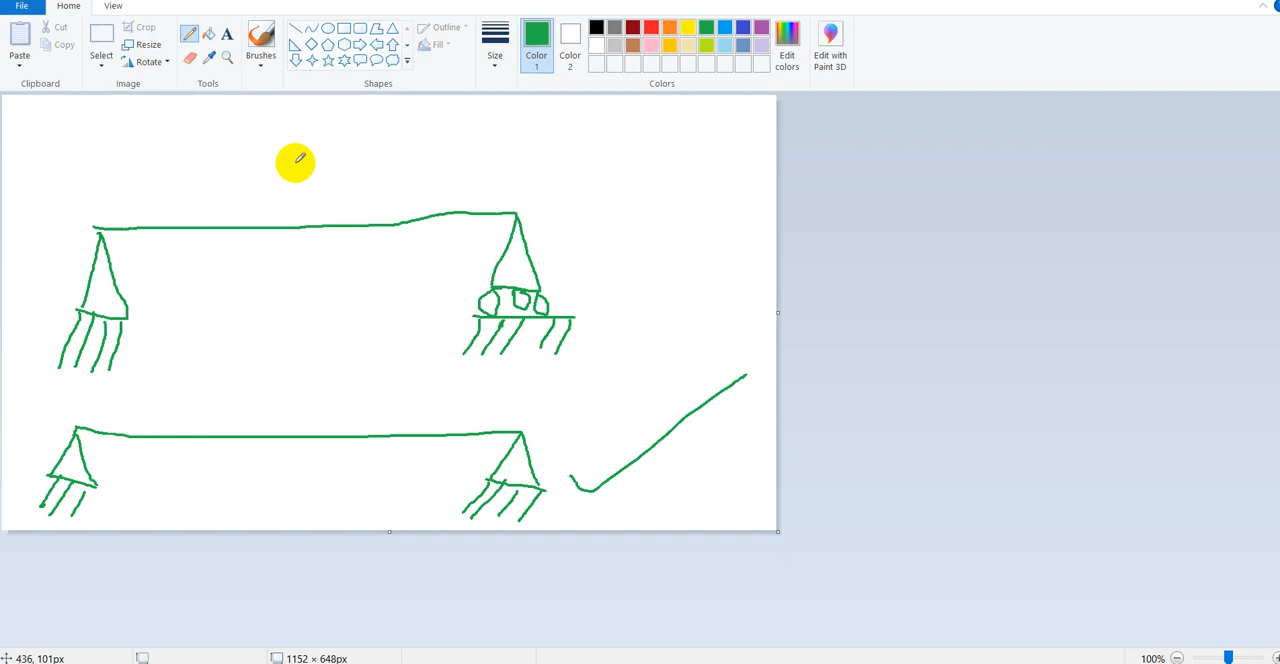 File Home View
Paste Cut Copy Clipboard
Select Crop Resize Rotate Image
Tools
Brushes
Outline Fill Shapes
Size
Color 1 Color 2 Edit colors Edit with Paint 3D Colors
436, 101px 1152 × 648px 100%